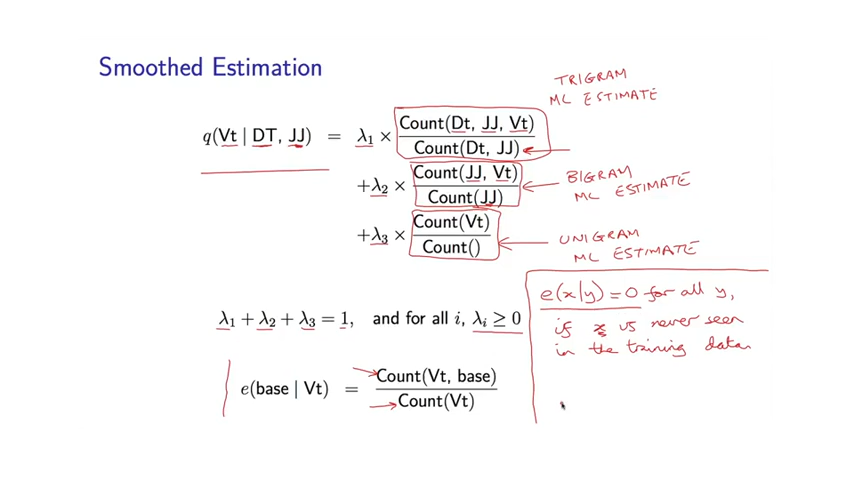 Smoothed Estimation
TRIGRAM
ML ESTIMATE
q(Vt | DT, JJ) = λ1 × Count(Dt, JJ, Vt) / Count(Dt, JJ)
+λ2 × Count(JJ, Vt) / Count(JJ)
BIGRAM
ML ESTIMATE
+λ3 × Count(Vt) / Count()
UNIGRAM
ML ESTIMATE
λ1 + λ2 + λ3 = 1, and for all i, λi ≥ 0
e(base | Vt) = Count(Vt, base) / Count(Vt)
e(x|y) = 0 for all y,
if x is never seen
in the training data